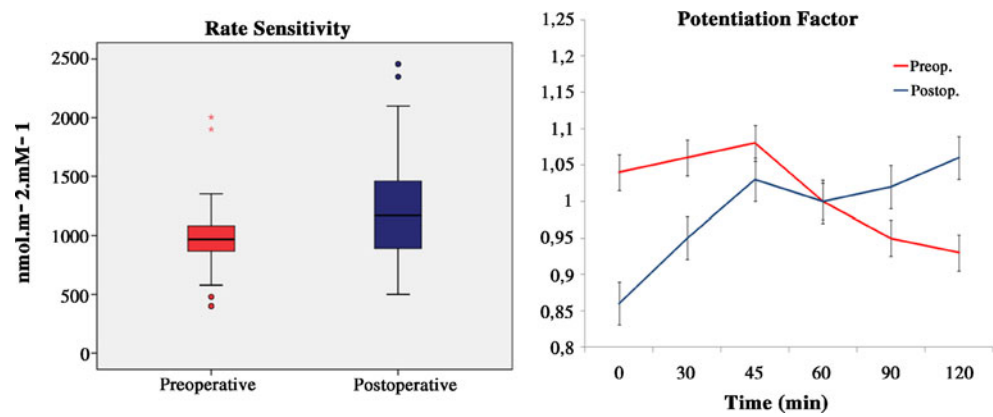 Rate Sensitivity
nmol.m- 2.mM- 1
2500
2000
1500
1000
500
0
Preoperative Postoperative
Potentiation Factor
1,25
1,2
1,15
1,1
1,05
1
0,95
0,9
0,85
0,8
Preop.
Postop.
0 30 45 60 90 120
Time (min)